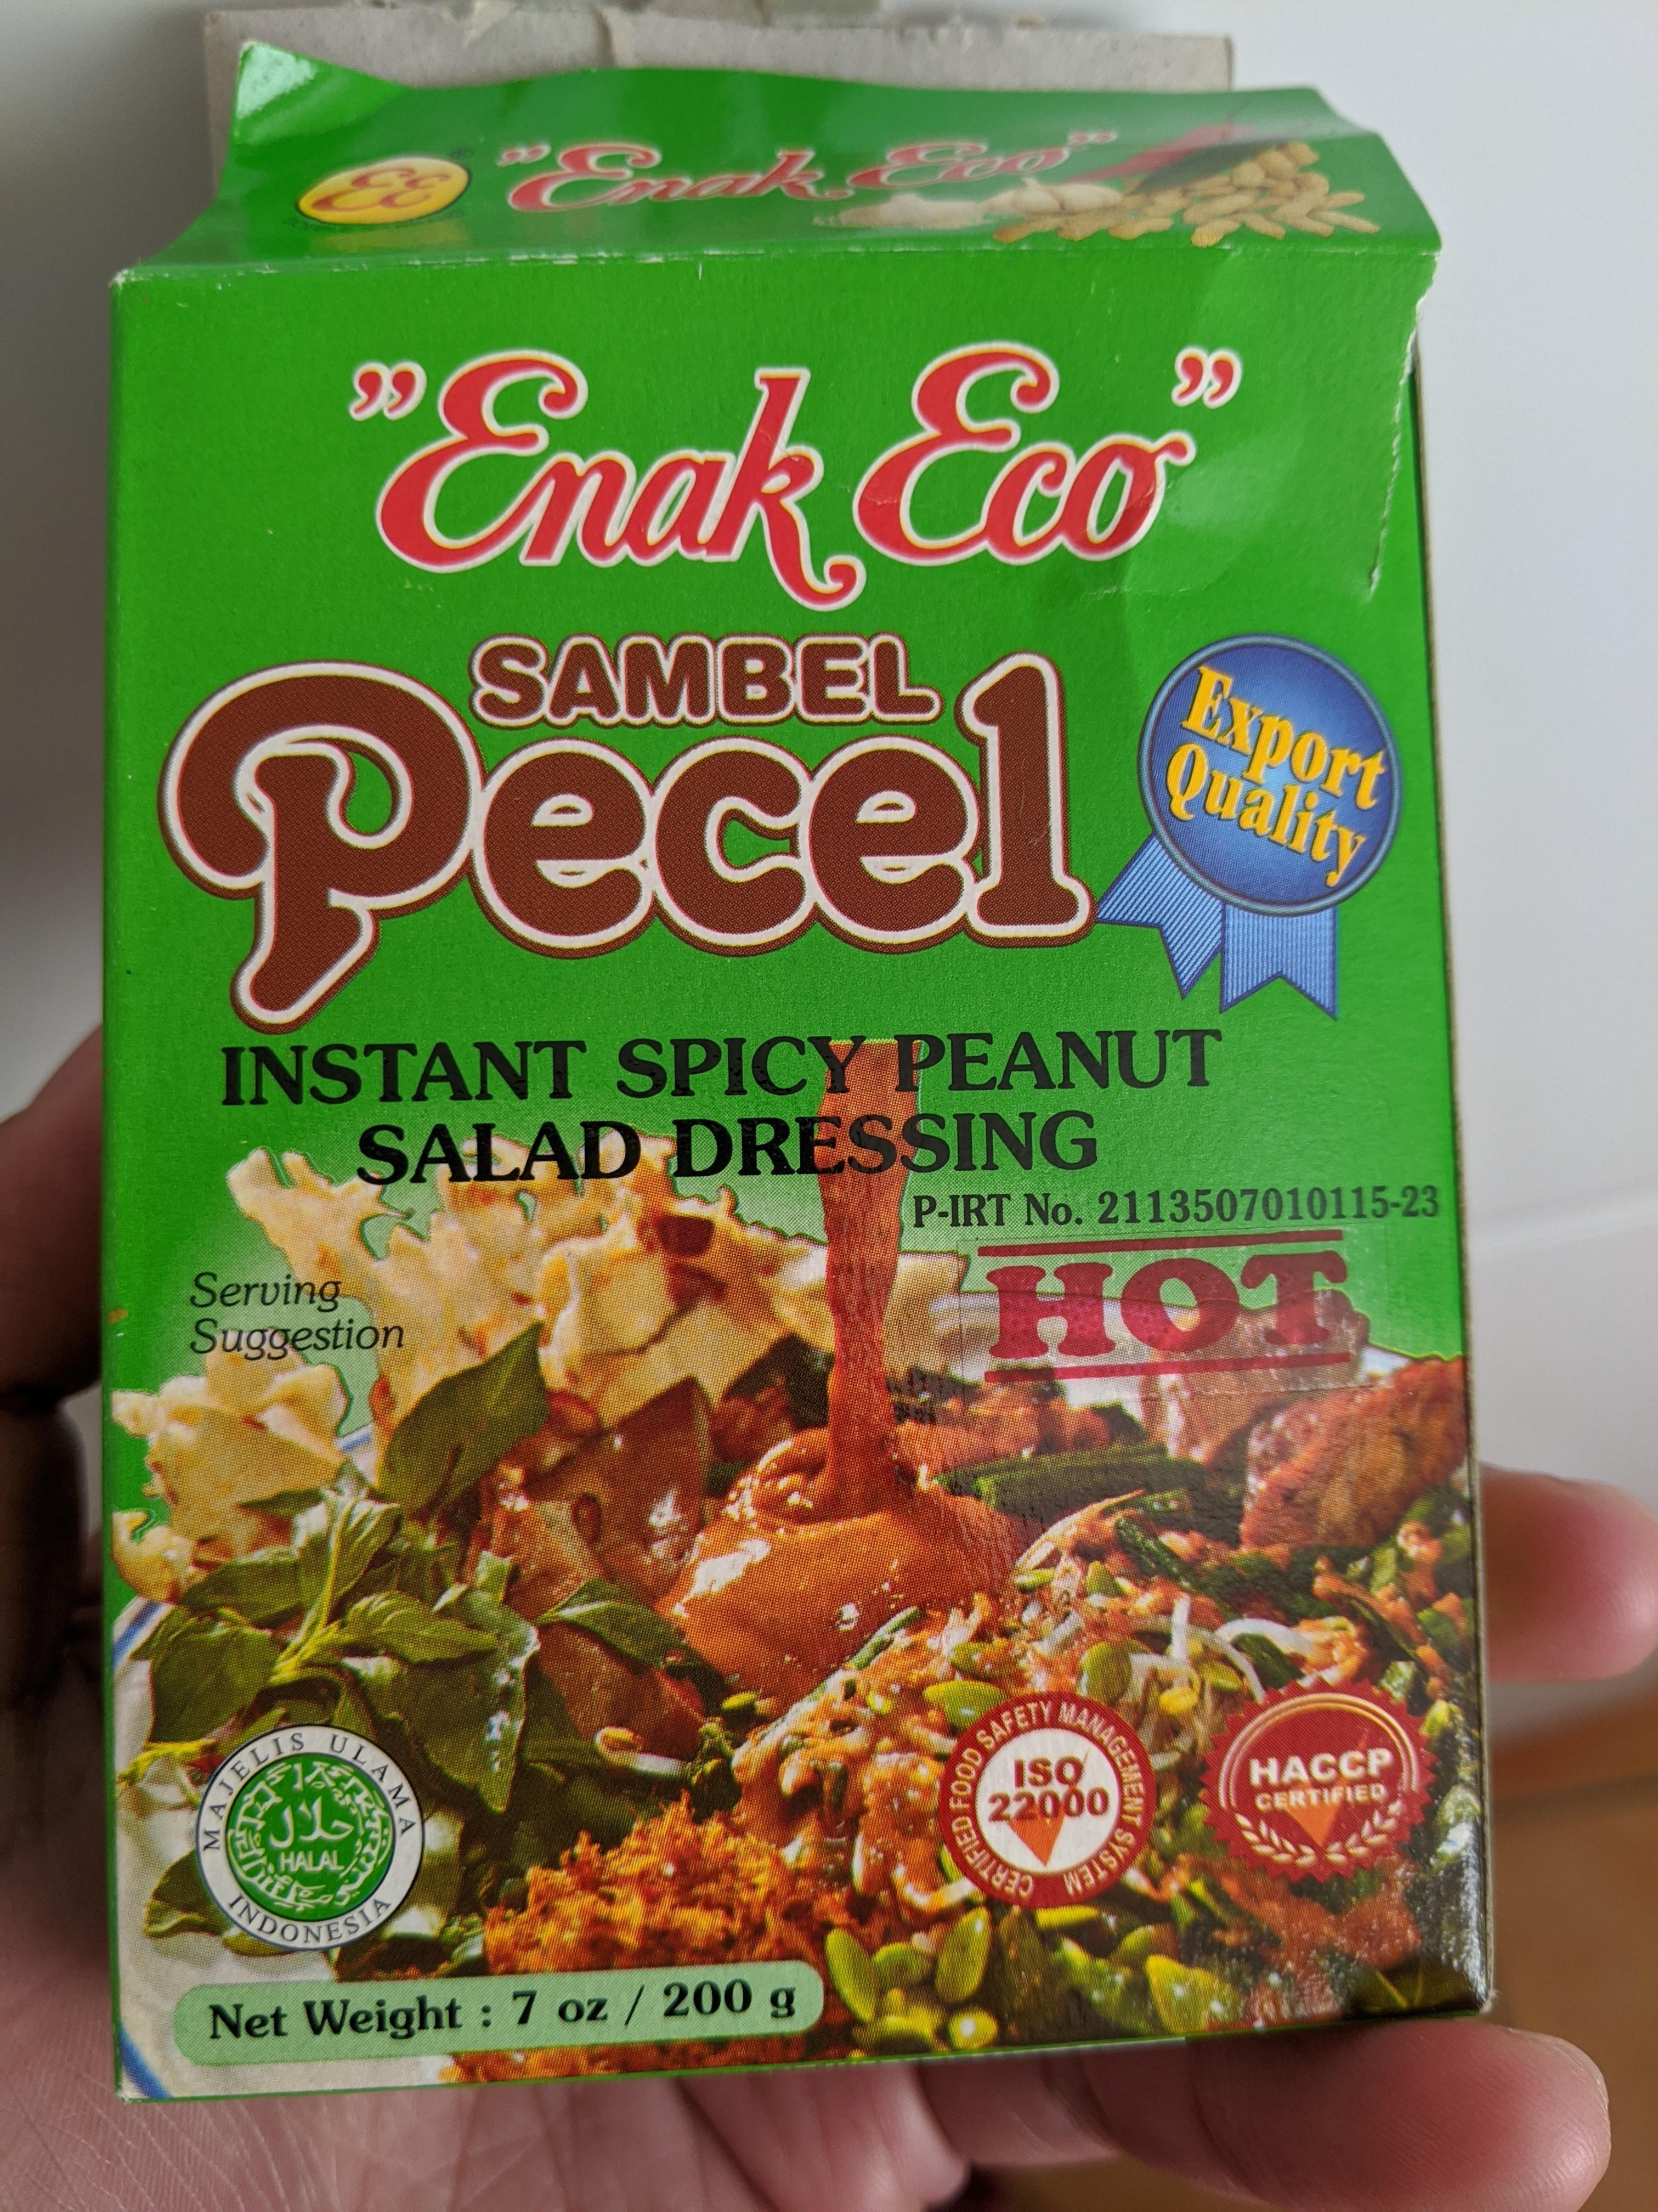 EE
"Enak Eco"
"Enak Eco"
SAMBEL
Pecel
Export
Quality
INSTANT SPICY PEANUT
SALAD DRESSING
P-IRT No. 2113507010115-23
HOT
Serving
Suggestion
MAJELIS ULAMA
حلال
HALAL
INDONESIA
CERTIFIED FOOD SAFETY MANAGEMENT SYSTEM
ISO
22000
HACCP
CERTIFIED
Net Weight : 7 oz / 200 g